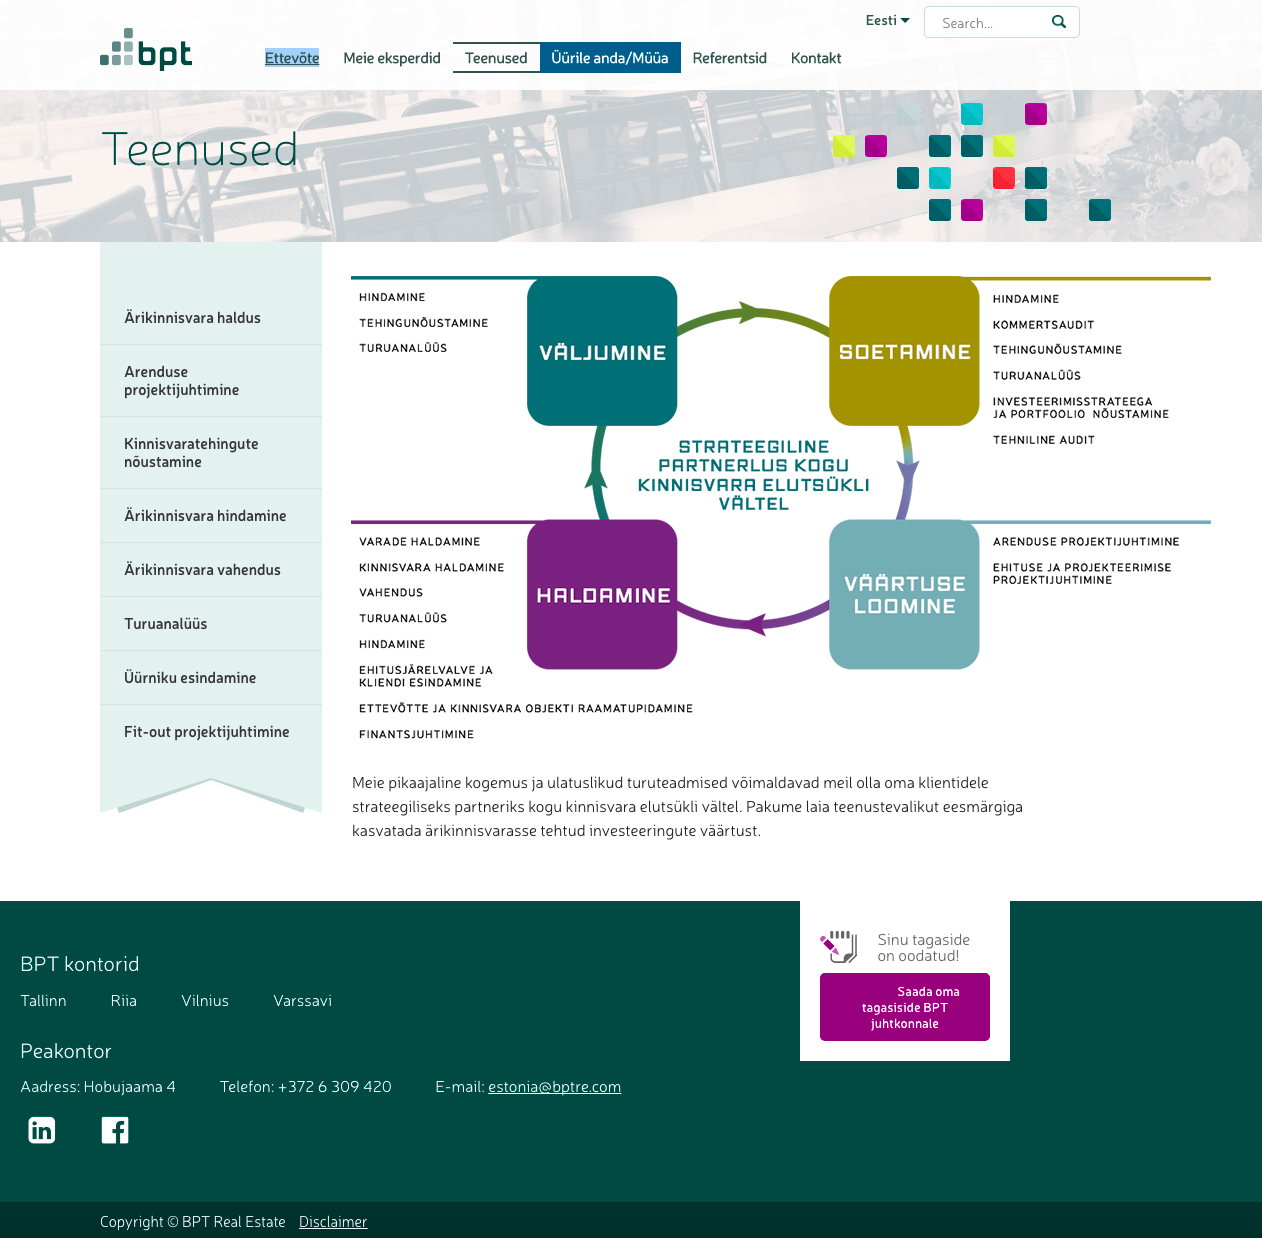 Eesti
Search...
bpt
Ettevõte Meie eksperdid Teenused Üürile anda/Müüa Referentsid Kontakt
Teenused
Ärikinnisvara haldus
Arenduse
projektijuhtimine
Kinnisvaratehingute
nõustamine
Ärikinnisvara hindamine
Ärikinnisvara vahendus
Turuanalüüs
Üürniku esindamine
Fit-out projektijuhtimine
HINDAMINE
TEHINGUNÕUSTAMINE
TURUANALÜÜS
VÄLJUMINE
SOETAMINE
HINDAMINE
KOMMERTSAUDIT
TEHINGUNÕUSTAMINE
TURUANALÜÜS
INVESTEERIMISSTRATEEGA
JA PORTFOOLIO NÕUSTAMINE
TEHNILINE AUDIT
STRATEEGILINE
PARTNERLUS KOGU
KINNISVARA ELUTSÜKLI
VÄLTEL
VARADE HALDAMINE
KINNISVARA HALDAMINE
VAHENDUS
TURUANALÜÜS
HINDAMINE
EHITUSJÄRELVALVE JA
KLIENDI ESINDAMINE
ETTEVÕTTE JA KINNISVARA OBJEKTI RAAMATUPIDAMINE
FINANTSJUHTIMINE
HALDAMINE
VÄÄRTUSE
LOOMINE
ARENDUSE PROJEKTIJUHTIMINE
EHITUSE JA PROJEKTEERIMISE
PROJEKTIJUHTIMINE
Meie pikaajaline kogemus ja ulatuslikud turuteadmised võimaldavad meil olla oma klientidele
strateegiliseks partneriks kogu kinnisvara elutsükli vältel. Pakume laia teenustevalikut eesmärgiga
kasvatada ärikinnisvarasse tehtud investeeringute väärtust.
BPT kontorid
Tallinn Riia Vilnius Varssavi
Peakontor
Aadress: Hobujaama 4 Telefon: +372 6 309 420 E-mail: estonia@bptre.com
in
Sinu tagaside
on oodatud!
Saada oma
tagasiside BPT
juhtkonnale
Copyright © BPT Real Estate Disclaimer